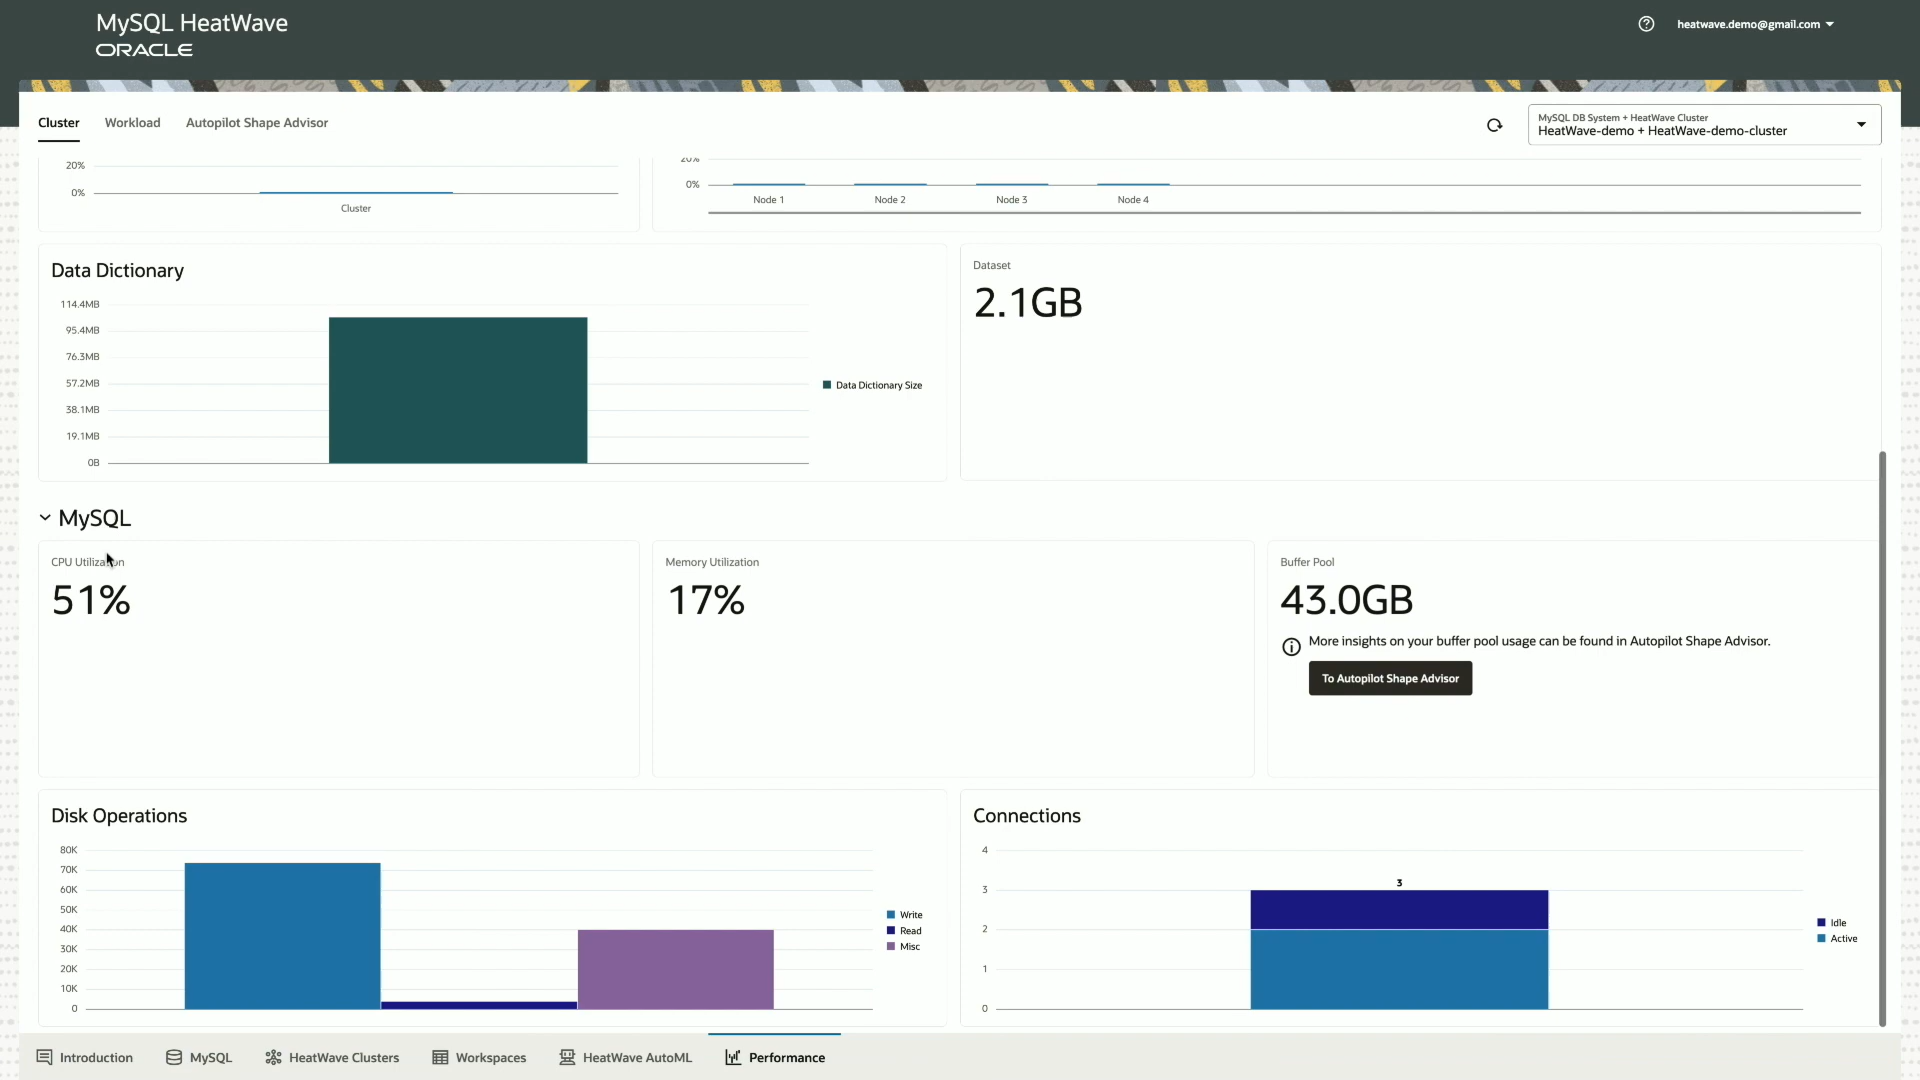 MySQL HeatWave
ORACLE
heatwave.demo@gmail.com
Cluster
Workload
Autopilot Shape Advisor
MySQL DB System + HeatWave Cluster
HeatWave-demo + HeatWave-demo-cluster
20%
0%
Cluster
20%
0%
Node 1
Node 2
Node 3
Node 4
Data Dictionary
114.4MB
95.4MB
76.3MB
57.2MB
38.1MB
19.1MB
0B
Data Dictionary Size
Dataset
2.1GB
MySQL
CPU Utilization
51%
Memory Utilization
17%
Buffer Pool
43.0GB
More insights on your buffer pool usage can be found in Autopilot Shape Advisor.
To Autopilot Shape Advisor
Disk Operations
80K
70K
60K
50K
40K
30K
20K
10K
0
Write
Read
Misc
Connections
4
3
2
1
0
3
Idle
Active
Introduction
MySQL
HeatWave Clusters
Workspaces
HeatWave AutoML
Performance